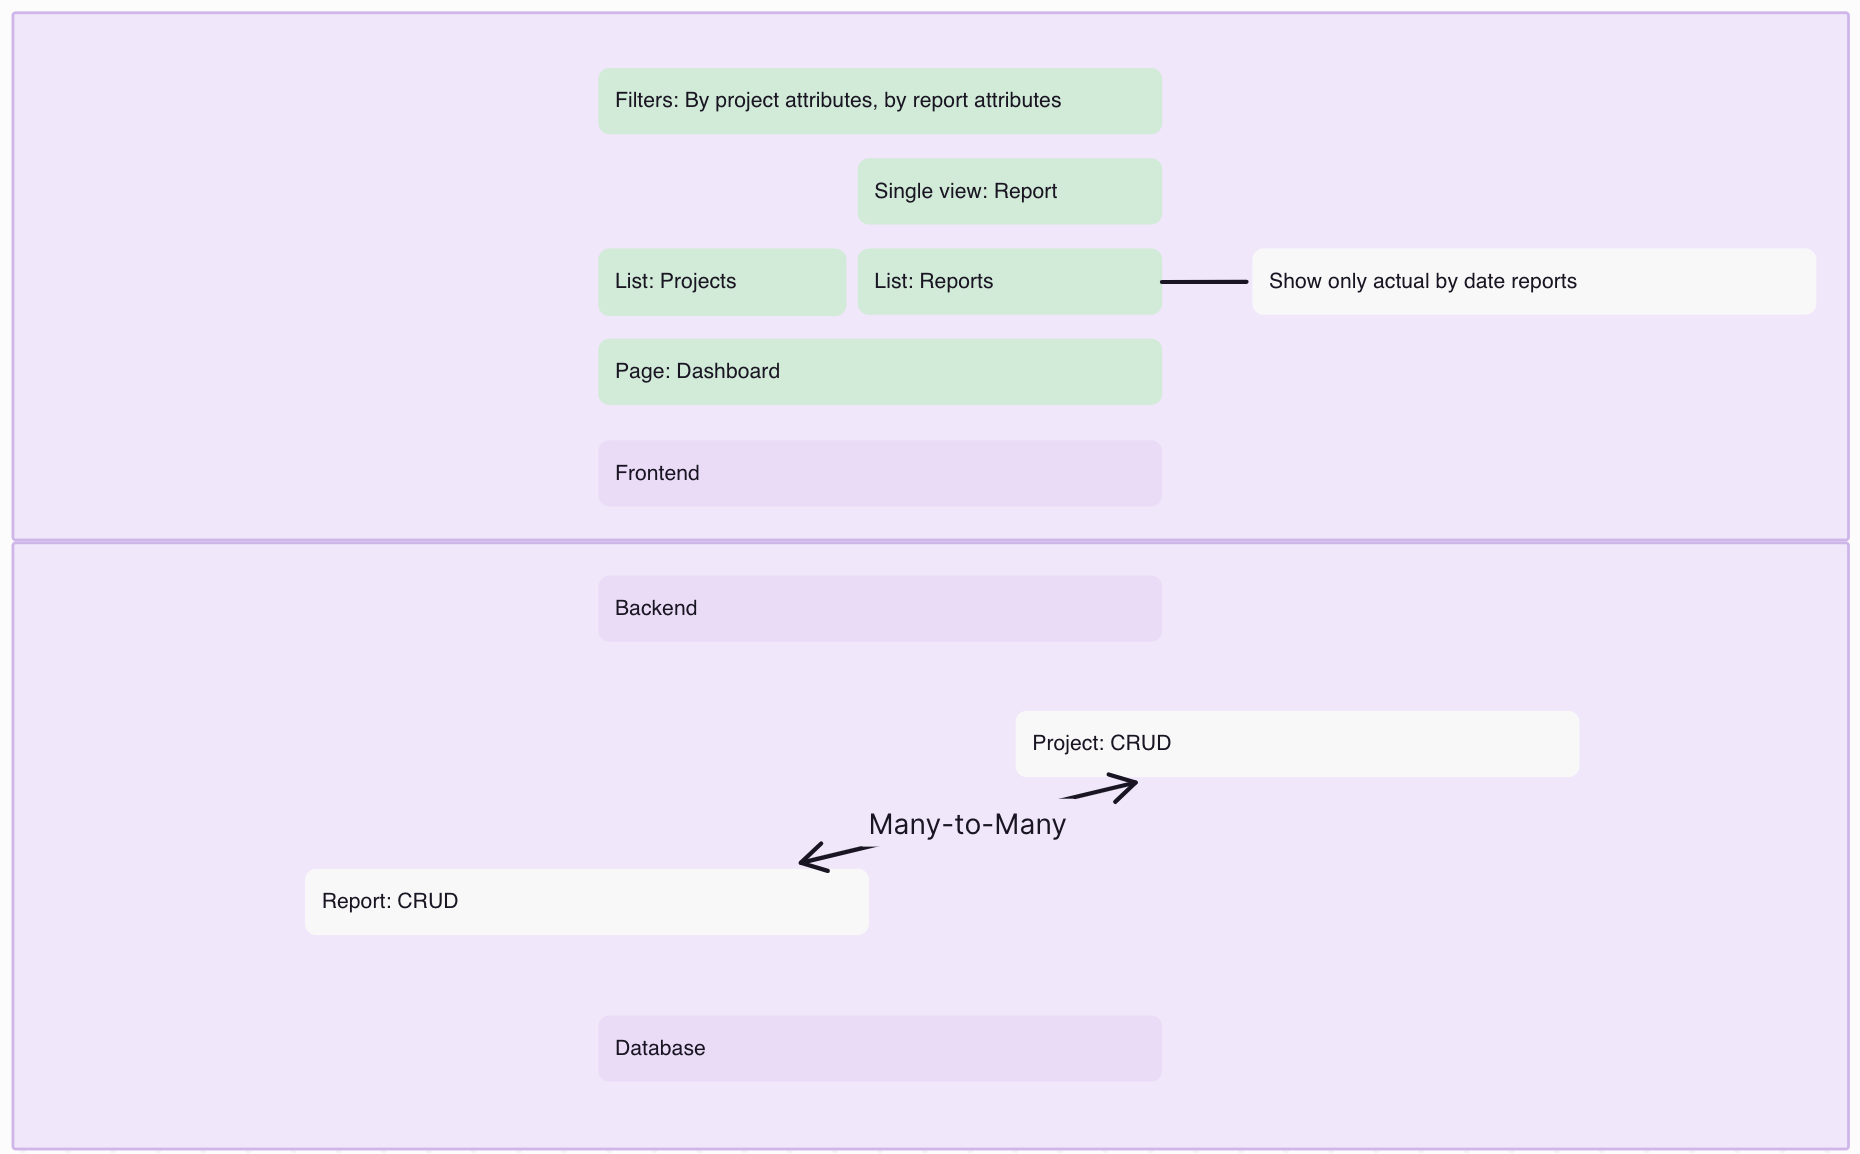 Filters: By project attributes, by report attributes
Single view: Report
List: Projects
List: Reports
Show only actual by date reports
Page: Dashboard
Frontend
Backend
Project: CRUD
Many-to-Many
Report: CRUD
Database